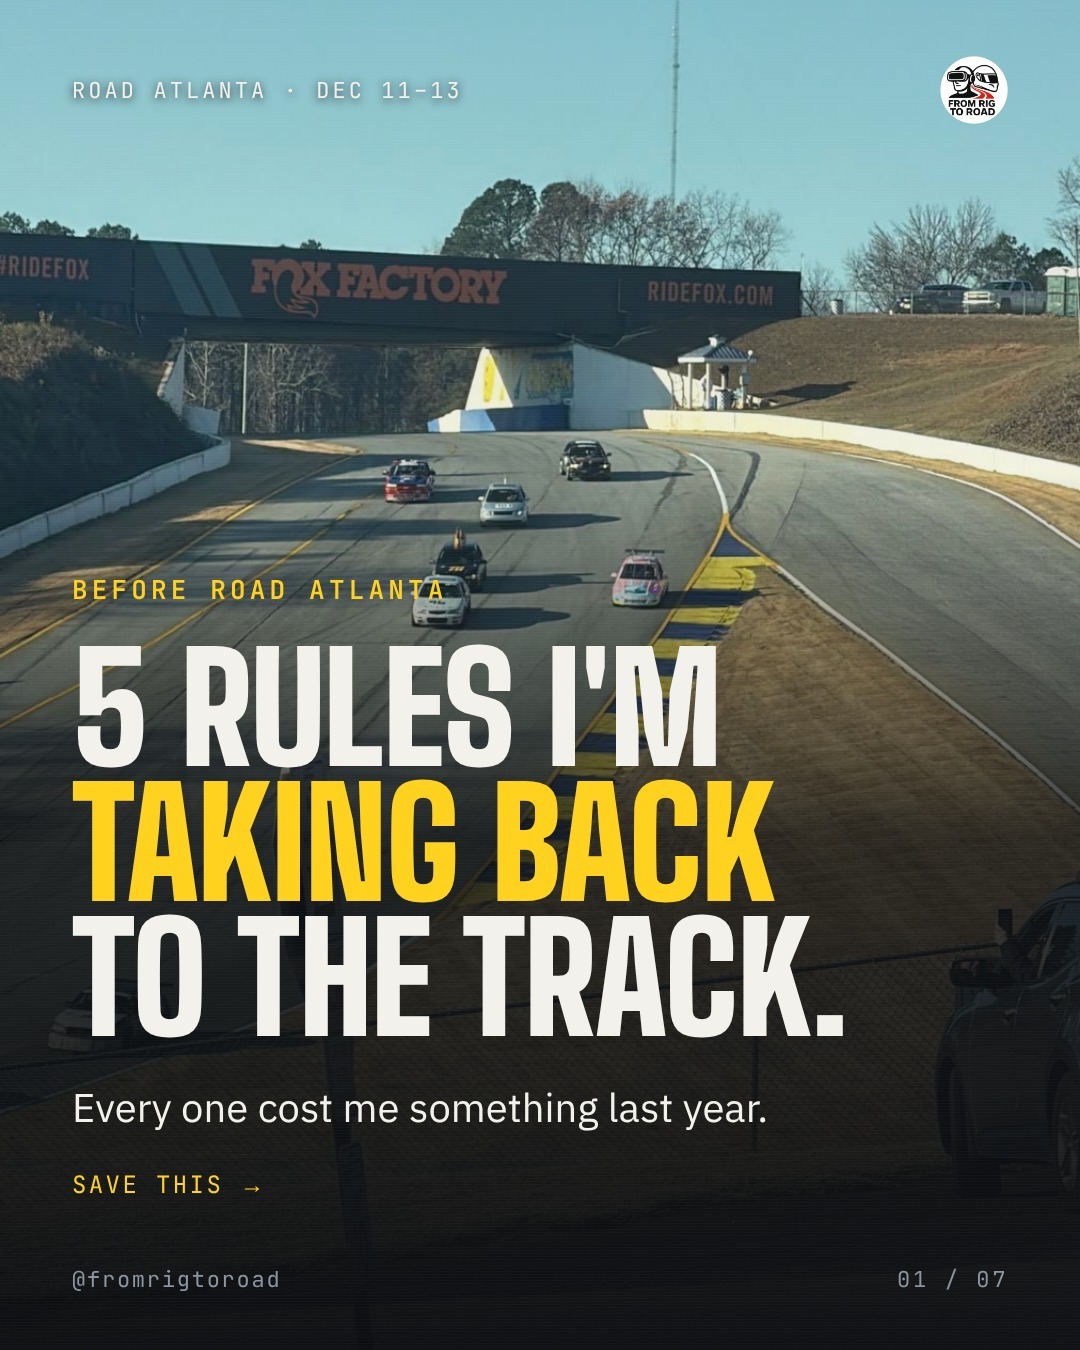 ROAD ATLANTA · DEC 11–13
FROM RIG
TO ROAD
#RIDEFOX
FOX FACTORY
RIDEFOX.COM
BEFORE ROAD ATLANTA
5 RULES I'M
TAKING BACK
TO THE TRACK.
Every one cost me something last year.
SAVE THIS →
@fromrigtoroad
01 / 07